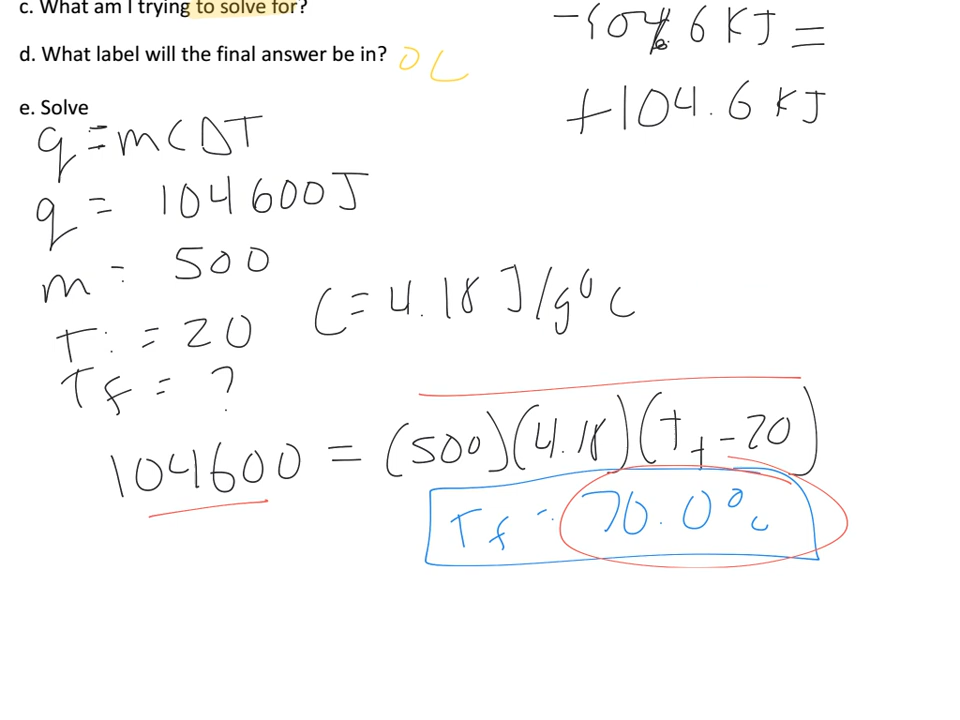 c. What am I trying to solve for?
d. What label will the final answer be in? °C
e. Solve
-104.6 KJ =
+104.6 KJ
q = mCΔT
q = 104600J
m = 500
Ti = 20
C = 4.18 J/g°C
Tf = ?
104600 = (500)(4.18)(Tf - 20)
Tf = 70.0°C